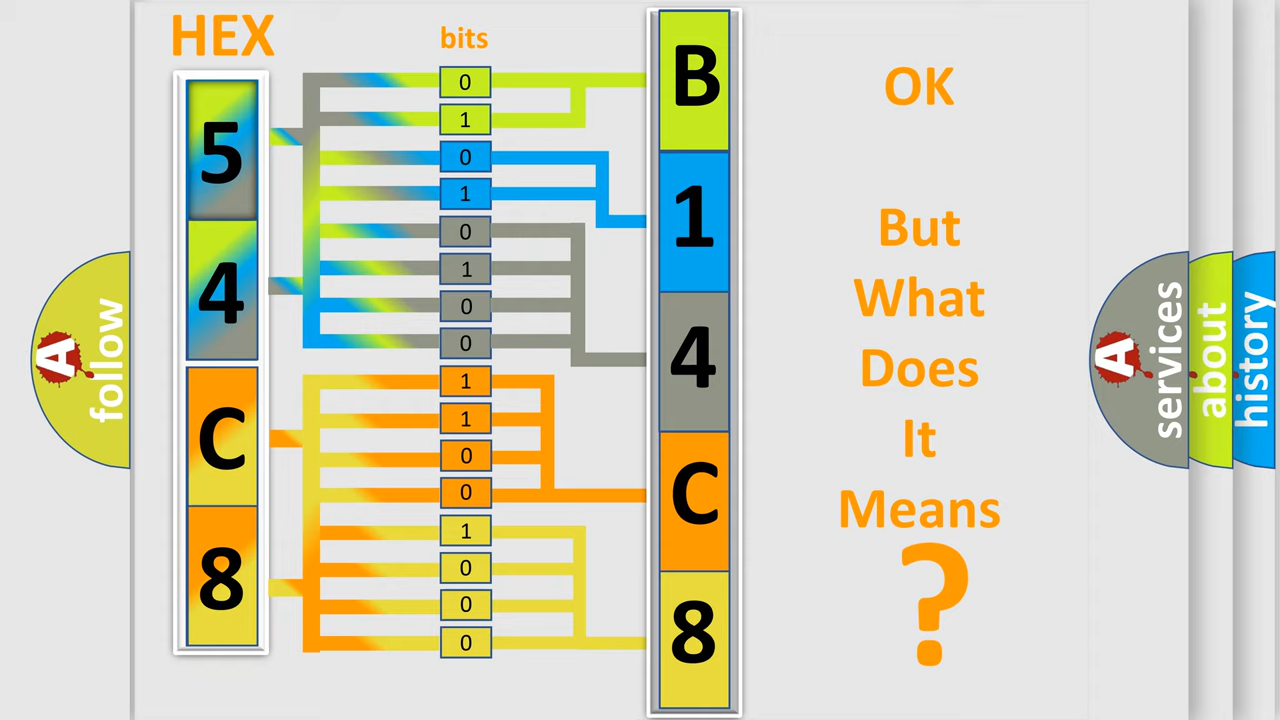 HEX
bits
5
4
C
8
0
1
0
1
0
1
0
0
1
1
0
0
1
0
0
0
B
1
4
C
8
OK
But
What
Does
It
Means
?
A
follow
A
services
about
history